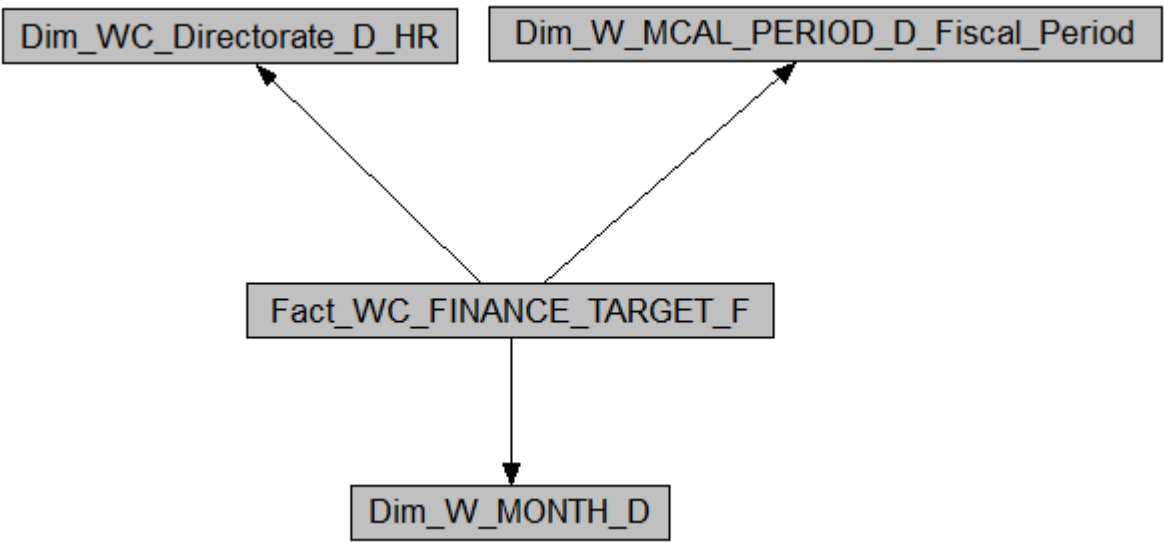 Dim_WC_Directorate_D_HR
Dim_W_MCAL_PERIOD_D_Fiscal_Period
Fact_WC_FINANCE_TARGET_F
Dim_W_MONTH_D